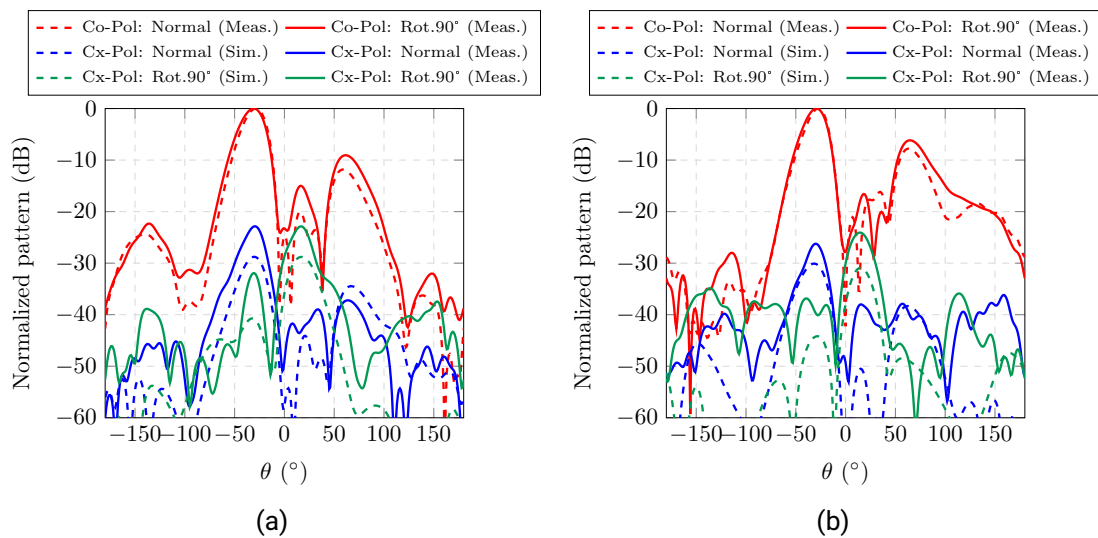 Co-Pol: Normal (Meas.) Co-Pol: Rot.90° (Meas.)
Cx-Pol: Normal (Sim.) Cx-Pol: Normal (Meas.)
Cx-Pol: Rot.90° (Sim.) Cx-Pol: Rot.90° (Meas.)
0
−10
−20
−30
−40
−50
−60
Normalized pattern (dB)
−150 −100 −50 0 50 100 150
θ (°)
(a)
Co-Pol: Normal (Meas.) Co-Pol: Rot.90° (Meas.)
Cx-Pol: Normal (Sim.) Cx-Pol: Normal (Meas.)
Cx-Pol: Rot.90° (Sim.) Cx-Pol: Rot.90° (Meas.)
0
−10
−20
−30
−40
−50
−60
Normalized pattern (dB)
−150 −100 −50 0 50 100 150
θ (°)
(b)